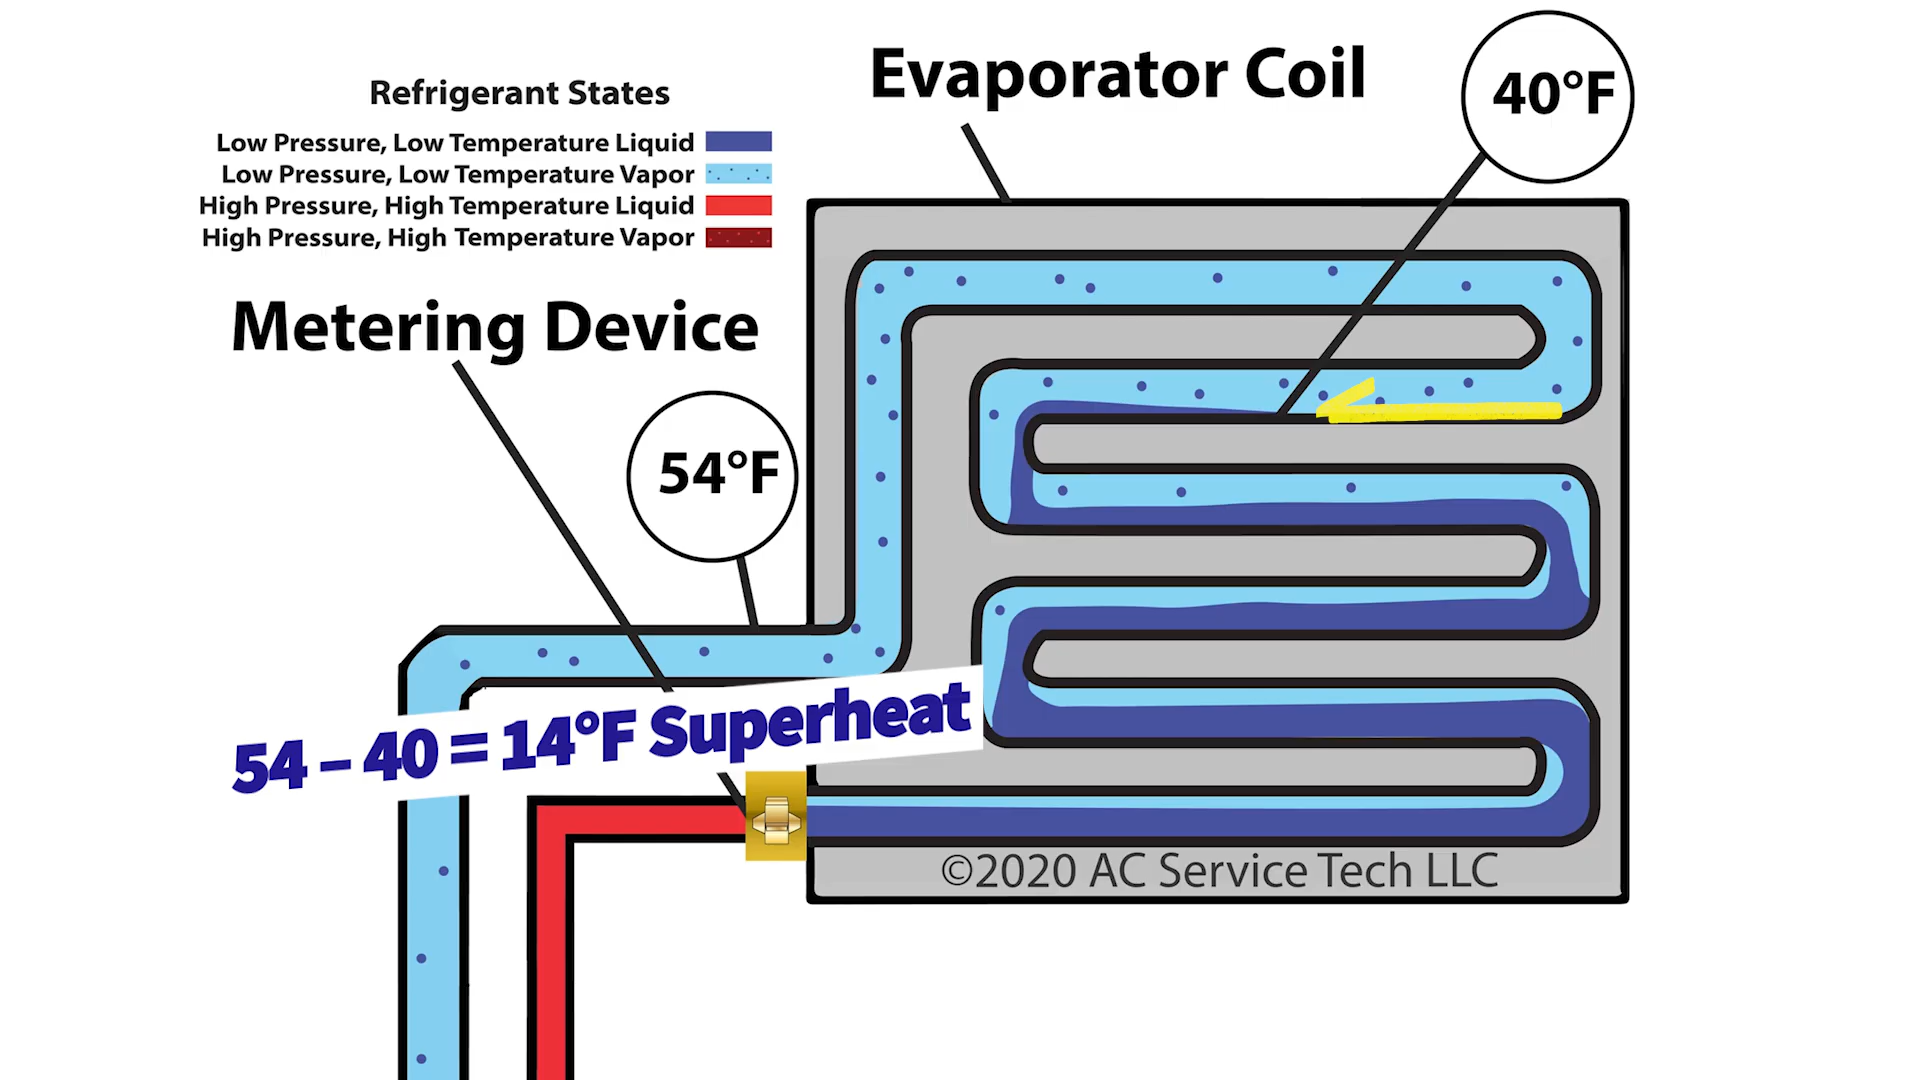 Evaporator Coil
40°F
Refrigerant States
Low Pressure, Low Temperature Liquid
Low Pressure, Low Temperature Vapor
High Pressure, High Temperature Liquid
High Pressure, High Temperature Vapor
Metering Device
54°F
54 – 40 = 14°F Superheat
©2020 AC Service Tech LLC